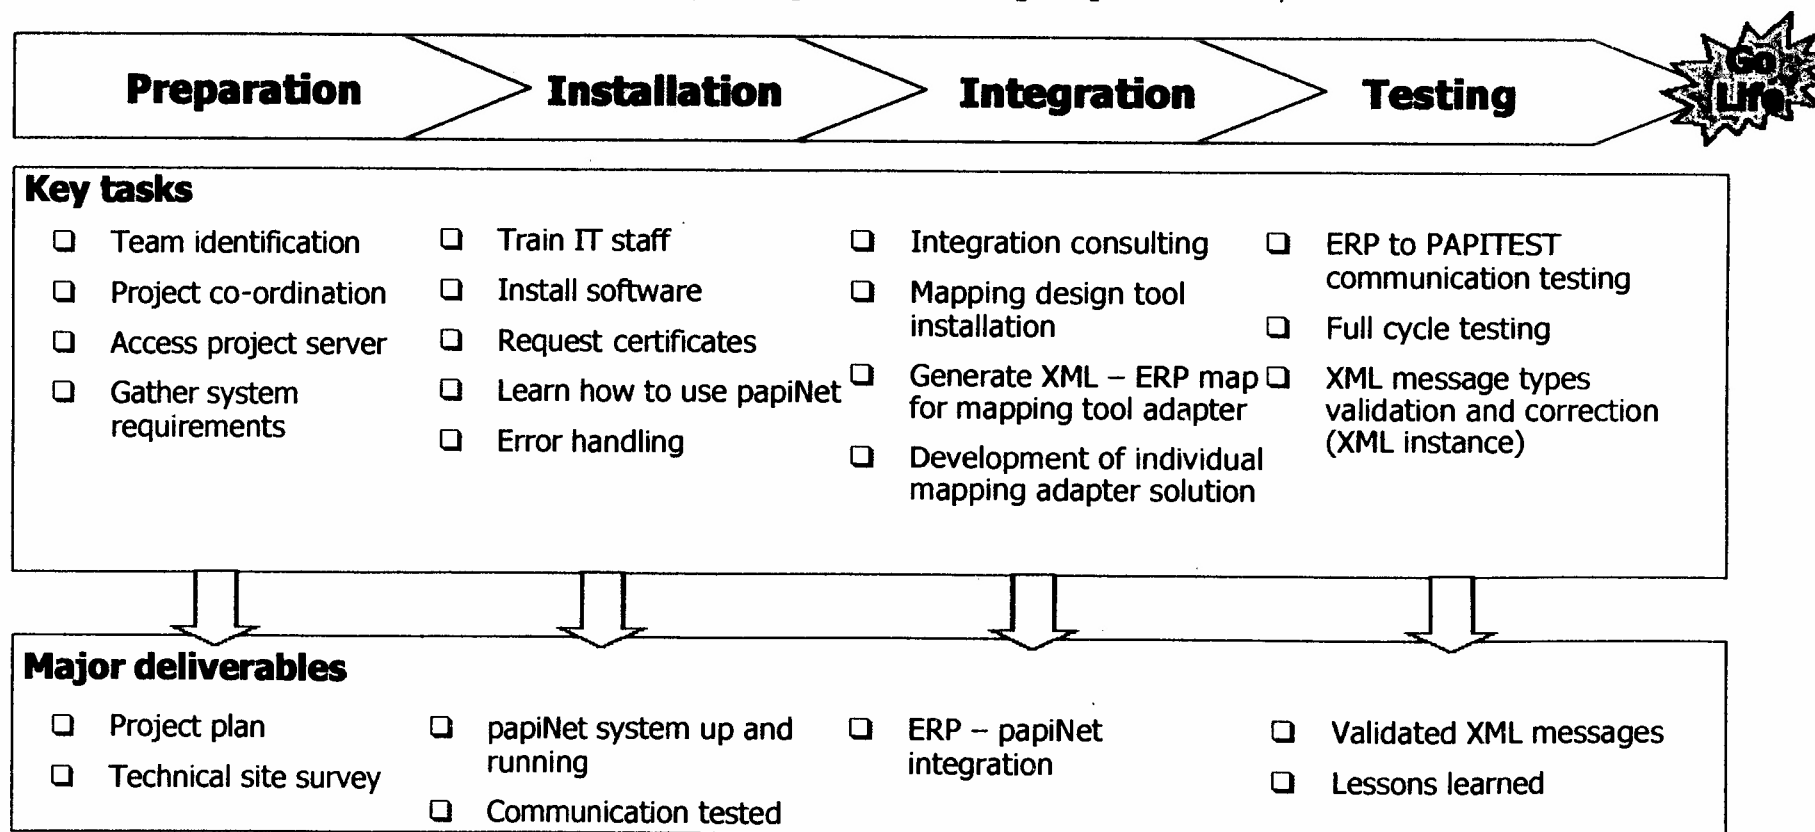 Preparation
Installation
Integration
Testing
Go
Life
Key tasks
❑ Team identification
❑ Project co-ordination
❑ Access project server
❑ Gather system
requirements
❑ Train IT staff
❑ Install software
❑ Request certificates
❑ Learn how to use papiNet
❑ Error handling
❑ Integration consulting
❑ Mapping design tool
installation
❑ Generate XML – ERP map
for mapping tool adapter
❑ Development of individual
mapping adapter solution
❑ ERP to PAPITEST
communication testing
❑ Full cycle testing
❑ XML message types
validation and correction
(XML instance)
Major deliverables
❑ Project plan
❑ Technical site survey
❑ papiNet system up and
running
❑ Communication tested
❑ ERP – papiNet
integration
❑ Validated XML messages
❑ Lessons learned